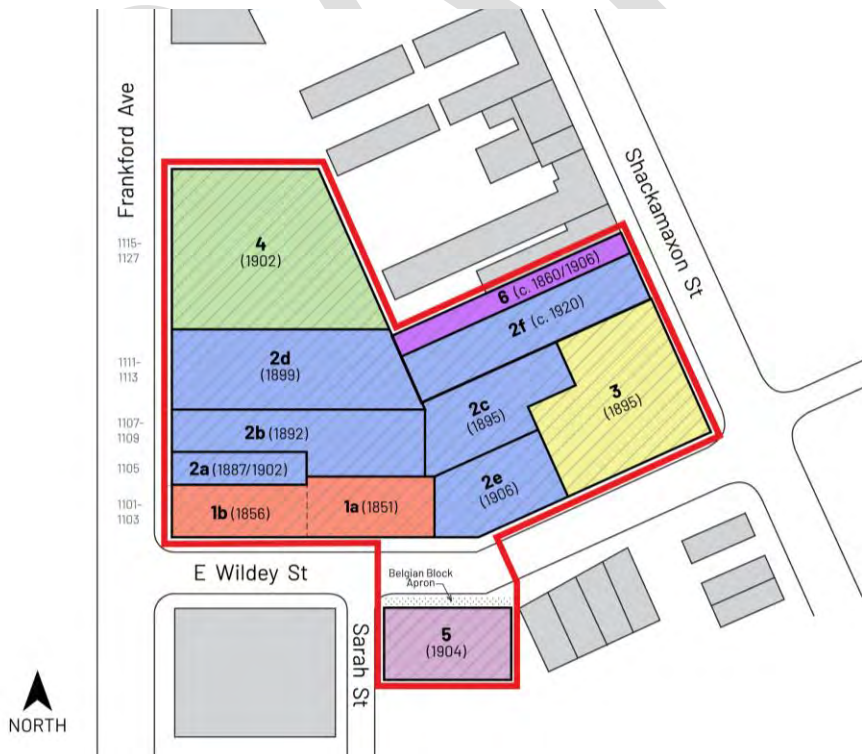 Frankford Ave
Shackamaxon St
1115-
1127
4
(1902)
6 (c. 1860/1906)
2f (c. 1920)
1111-
1113
2d
(1899)
3
(1895)
2c
(1895)
1107-
1109
2b (1892)
1105
2a (1887/1902)
2e
(1906)
1101-
1103
1b (1856)
1a (1851)
E Wildey St
Belgian Block
Apron
Sarah St
5
(1904)
NORTH